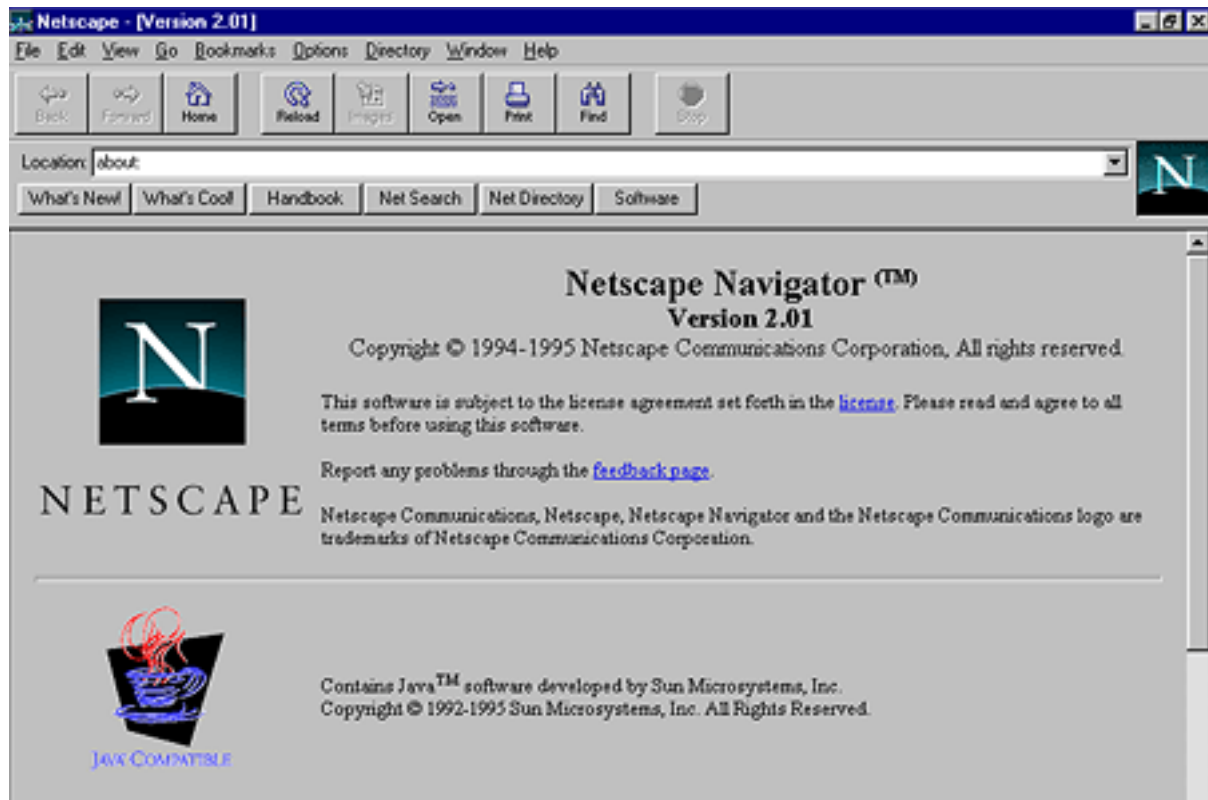 Netscape - [Version 2.01]
File Edit View Go Bookmarks Options Directory Window Help
Back Forward Home Reload Images Open Print Find Stop
Location: about:
What's New! What's Cool! Handbook Net Search Net Directory Software
N
Netscape Navigator (TM)
Version 2.01
Copyright © 1994-1995 Netscape Communications Corporation, All rights reserved.
N
NETSCAPE
This software is subject to the license agreement set forth in the license. Please read and agree to all
terms before using this software.
Report any problems through the feedback page.
Netscape Communications, Netscape, Netscape Navigator and the Netscape Communications logo are
trademarks of Netscape Communications Corporation.
Contains Java™ software developed by Sun Microsystems, Inc.
Copyright © 1992-1995 Sun Microsystems, Inc. All Rights Reserved.
JAVA COMPATIBLE